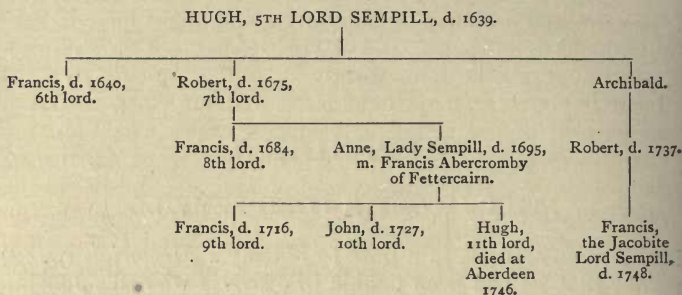 HUGH, 5TH LORD SEMPILL, d. 1639.
Francis, d. 1640,
6th lord.
Robert, d. 1675,
7th lord.
Archibald.
Francis, d. 1684,
8th lord.
Anne, Lady Sempill, d. 1695,
m. Francis Abercromby
of Fettercairn.
Robert, d. 1737.
Francis, d. 1716,
9th lord.
John, d. 1727,
10th lord.
Hugh,
11th lord,
died at
Aberdeen
1746.
Francis,
the Jacobite
Lord Sempill,
d. 1748.